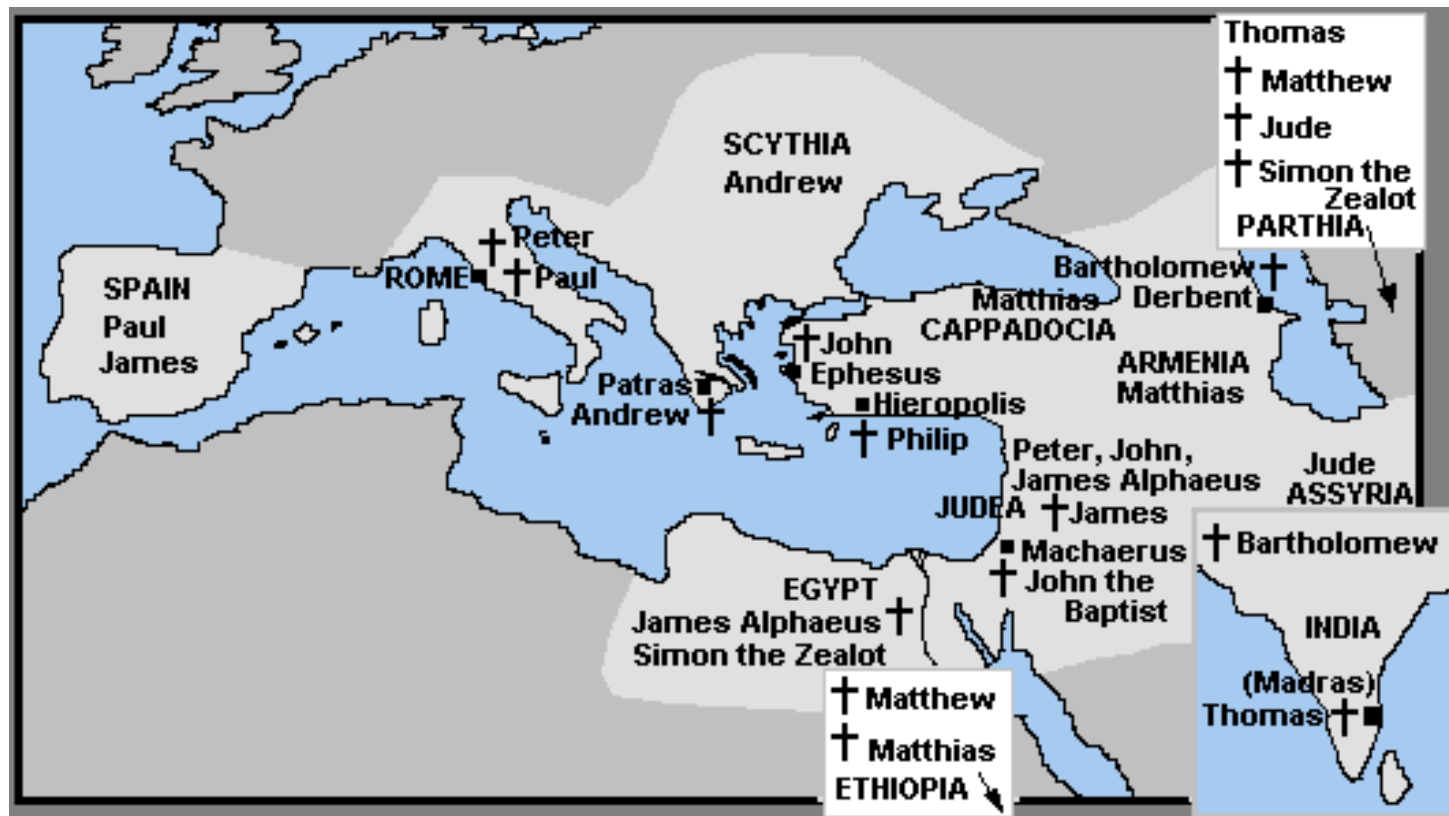 Thomas
† Matthew
† Jude
† Simon the
Zealot
PARTHIA
SCYTHIA
Andrew
† Peter
ROME
† Paul
SPAIN
Paul
James
Bartholomew †
Derbent
Matthias
CAPPADOCIA
† John
Ephesus
ARMENIA
Matthias
Patras
Andrew †
Hieropolis
† Philip
Peter, John,
James Alphaeus
JUDEA
† James
Jude
ASSYRIA
Machaerus
† John the
Baptist
EGYPT
James Alphaeus †
Simon the Zealot
† Matthew
† Matthias
ETHIOPIA
† Bartholomew
INDIA
(Madras)
Thomas †